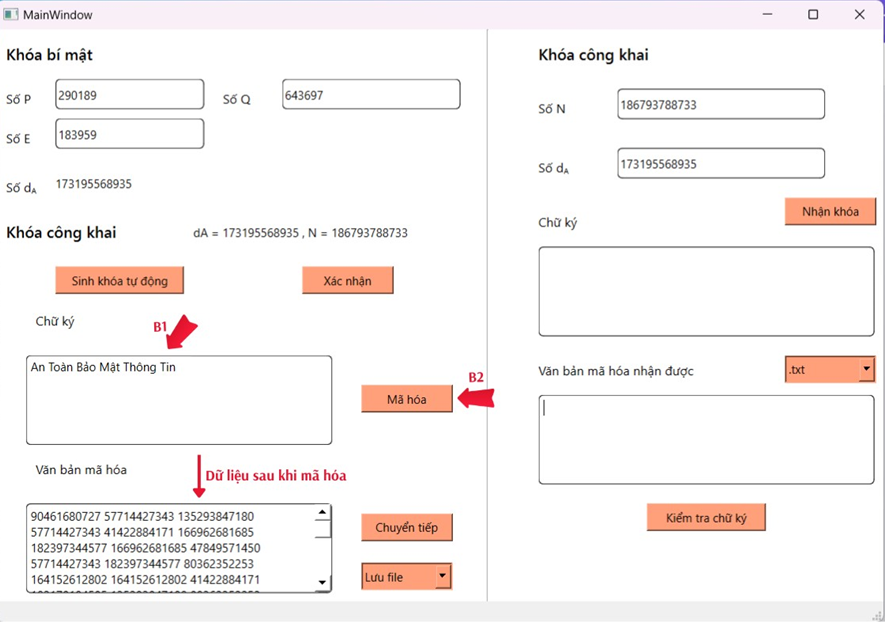 MainWindow
Khóa bí mật
Số P
290189
Số Q
643697
Số E
183959
Số dA
173195568935
Khóa công khai
dA = 173195568935 , N = 186793788733
Sinh khóa tự động
Xác nhận
Chữ ký
B1
An Toàn Bảo Mật Thông Tin
B2
Mã hóa
Văn bản mã hóa
Dữ liệu sau khi mã hóa
90461680727 57714427343 135293847180
57714427343 41422884171 166962681685
182397344577 166962681685 47849571450
57714427343 182397344577 80362352253
164152612802 164152612802 41422884171
Chuyển tiếp
Lưu file
Khóa công khai
Số N
186793788733
Số dA
173195568935
Nhận khóa
Chữ ký
Văn bản mã hóa nhận được
.txt
Kiểm tra chữ ký